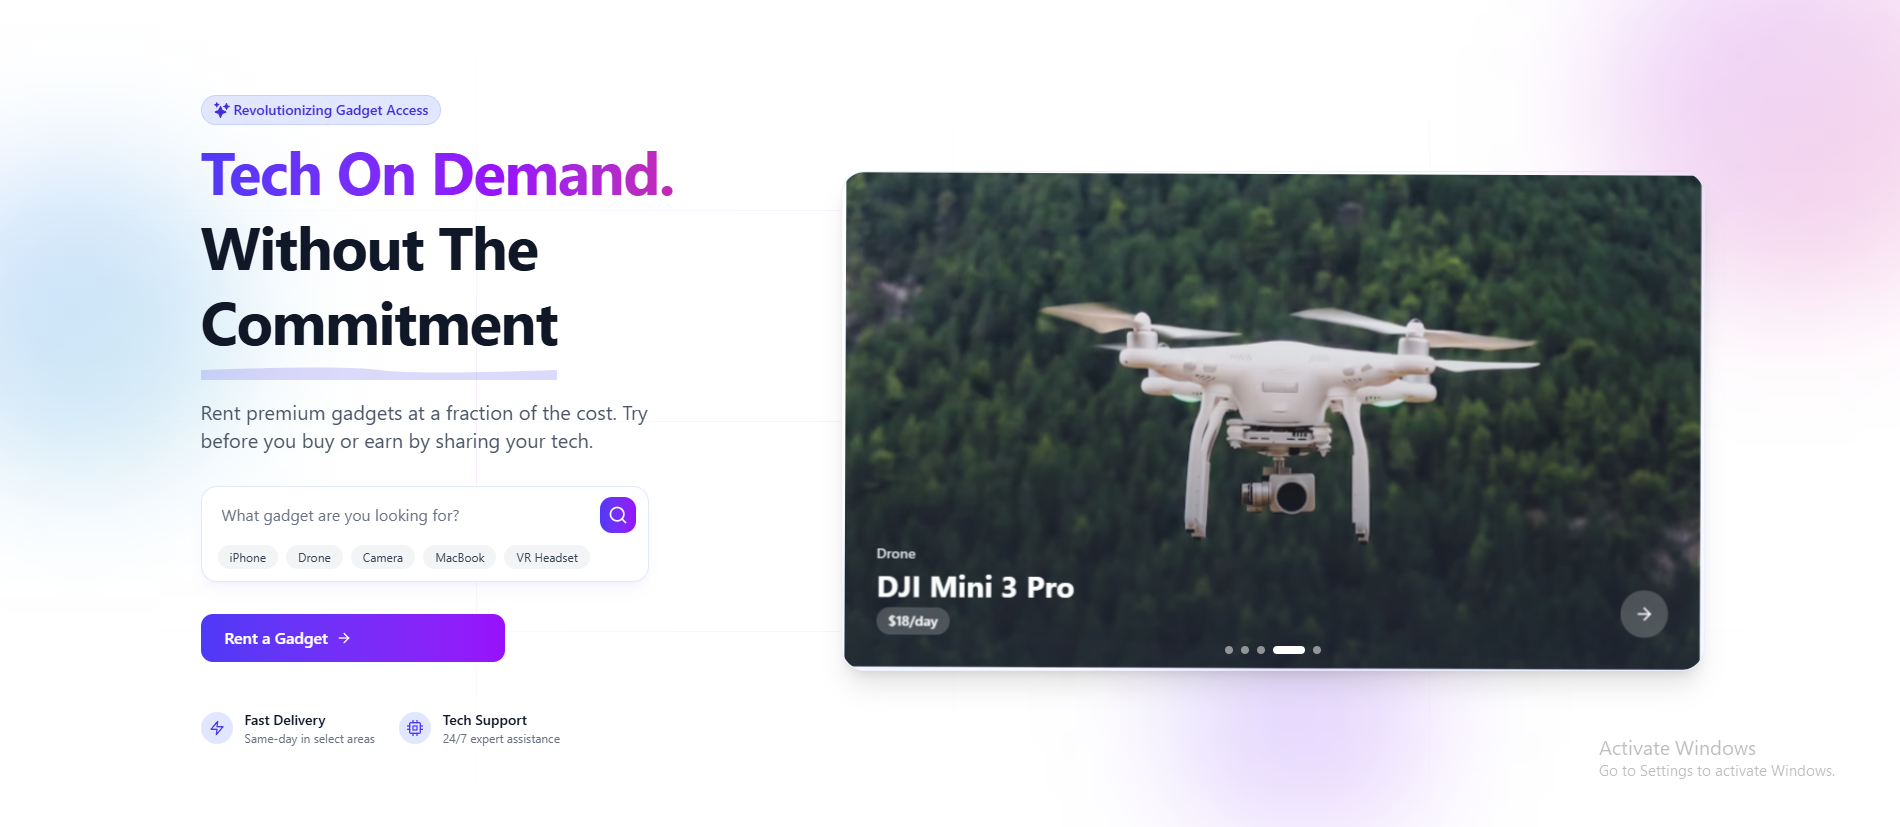 Revolutionizing Gadget Access
Tech On Demand.
Without The
Commitment
Rent premium gadgets at a fraction of the cost. Try
before you buy or earn by sharing your tech.
What gadget are you looking for?
iPhone Drone Camera MacBook VR Headset
Rent a Gadget
Fast Delivery
Same-day in select areas
Tech Support
24/7 expert assistance
Drone
DJI Mini 3 Pro
$18/day
Activate Windows
Go to Settings to activate Windows.